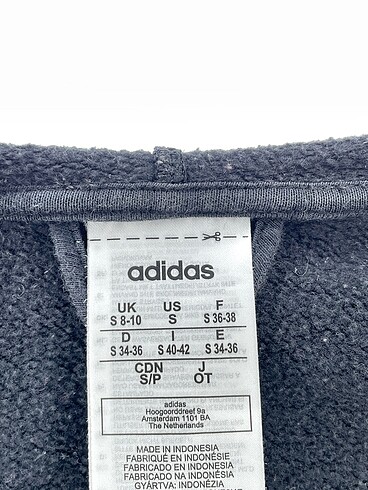 adidas
UK US F
S 8-10 S S 36-38
D I E
S 34-36 S 40-42 S 34-36
CDN J
S/P OT
adidas
Hoogoorddreef 9a
Amsterdam 1101 BA
The Netherlands
MADE IN INDONESIA
FABRIQUÉ EN INDONÉSIE
FABRICADO EN INDONESIA
FABRICADO NA INDONÉSIA
GYÁRTVA: INDONÉZIA